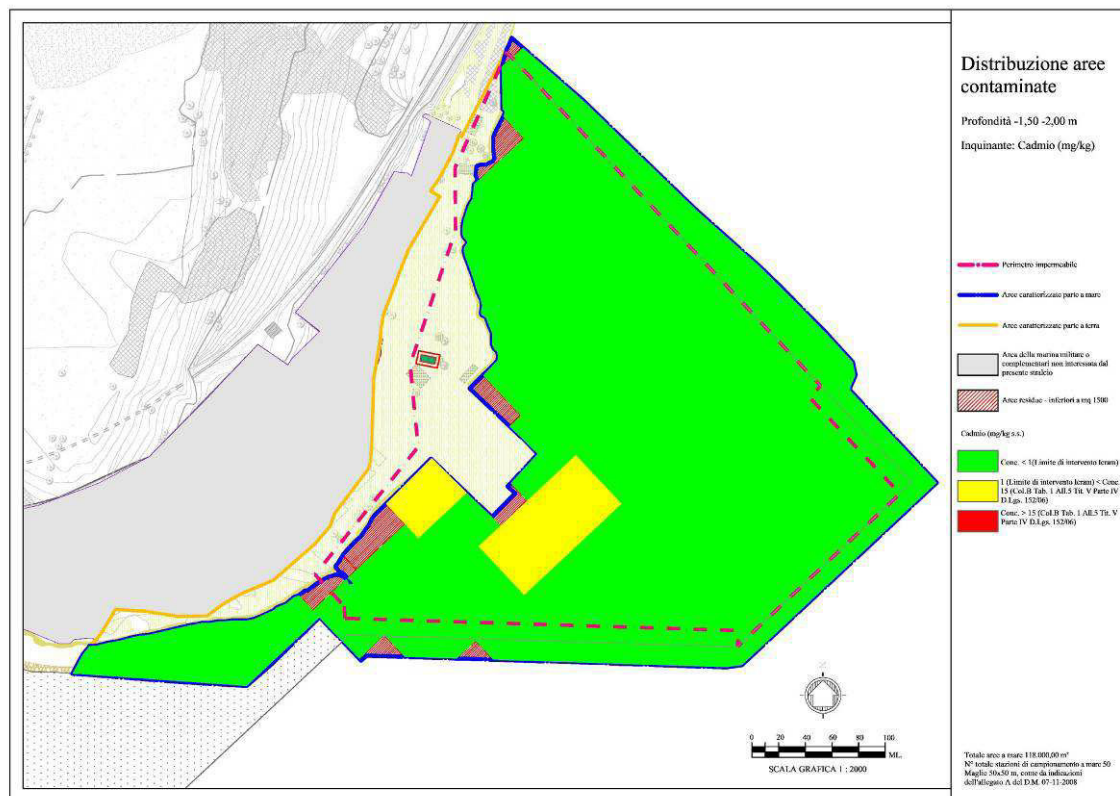 Distribuzione aree
contaminate
Profondità -1,50 -2,00 m
Inquinante: Cadmio (mg/kg)
Perimetro impermeabile
Aree caratterizzate parte a mare
Aree caratterizzate parte a terra
Area della marina militare o
complementari non interessata dal
presente stralcio
Aree residue - inferiori a mq 1500
Cadmio (mg/kg s.s.)
Conc. < 1(Limite di intervento Icram)
1 (Limite di intervento Icram) < Conc.
15 (Col.B Tab. 1 All.5 Tit. V Parte IV
D.Lgs. 152/06)
Conc. > 15 (Col.B Tab. 1 All.5 Tit. V
Parte IV D.Lgs. 152/06)
0 10 20 40 60 80 100
ML.
SCALA GRAFICA 1 : 2000
Totale aree a mare 118.000,00 m²
N° totale stazioni di campionamento a mare 50
Maglie 50x50 m, come da indicazioni
dell'allegato A del D.M. 07-11-2008